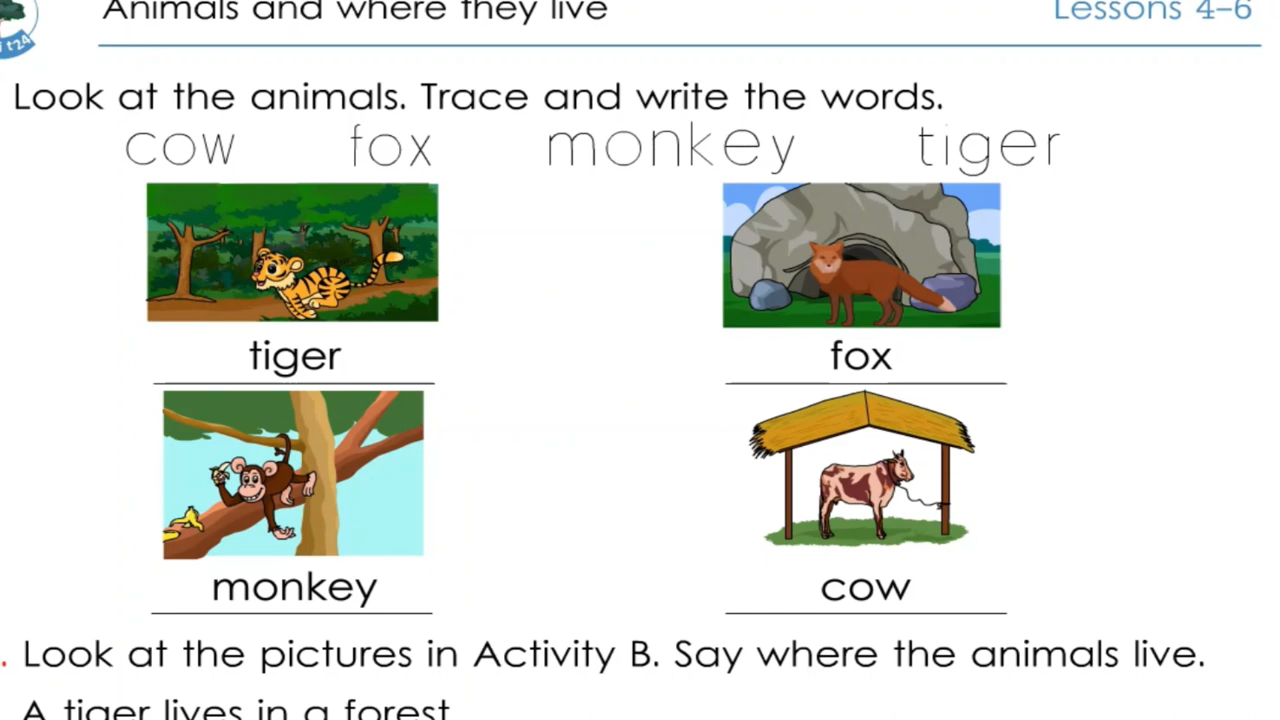 Animals and where they live Lessons 4–6
Look at the animals. Trace and write the words.
cow fox monkey tiger
tiger fox
monkey cow
. Look at the pictures in Activity B. Say where the animals live.
A tiger lives in a forest